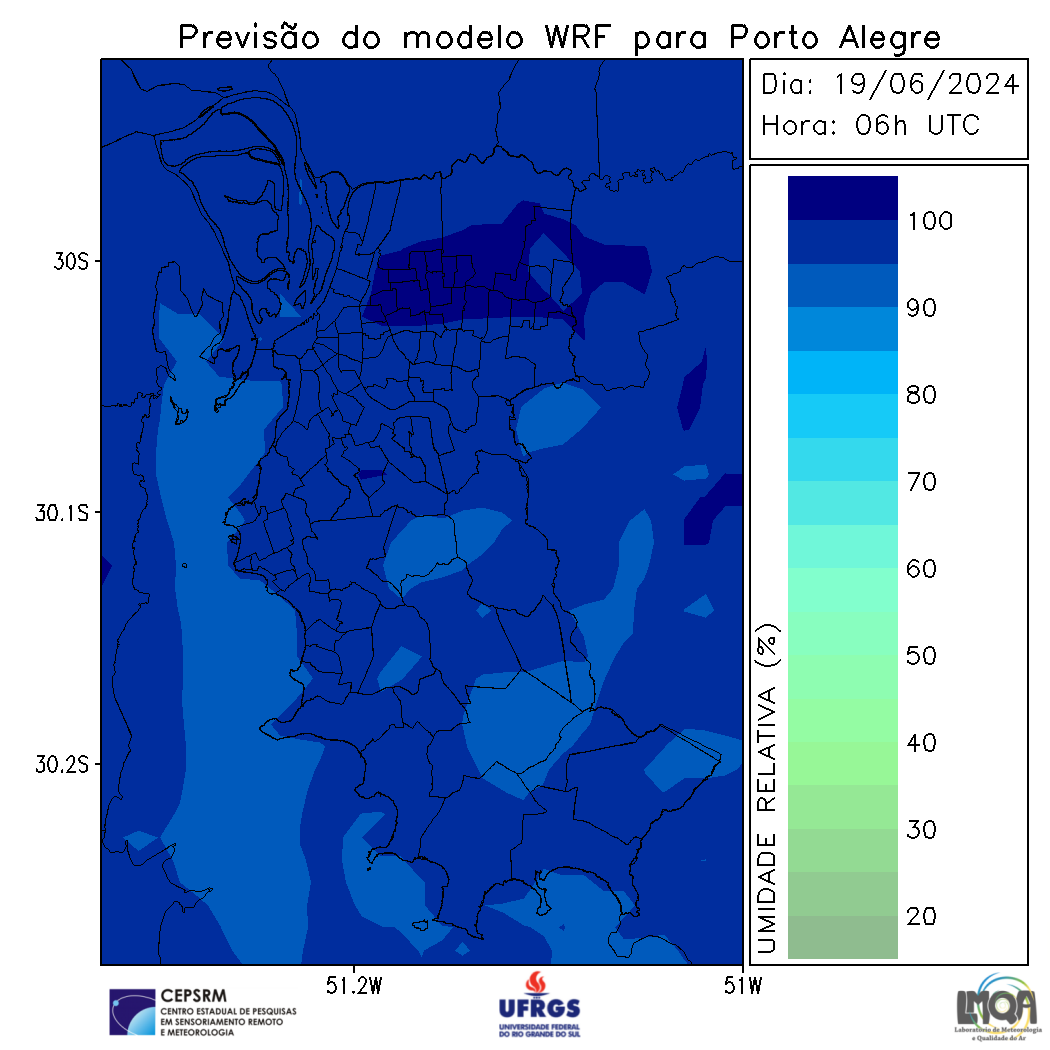 Previsão do modelo WRF para Porto Alegre
Dia: 19/06/2024
Hora: 06h UTC
30S
30.1S
30.2S
51.2W
51W
UMIDADE RELATIVA (%)
100
90
80
70
60
50
40
30
20
CEPSRM
CENTRO ESTADUAL DE PESQUISAS
EM SENSORIAMENTO REMOTO
E METEOROLOGIA
UFRGS
UNIVERSIDADE FEDERAL
DO RIO GRANDE DO SUL
LMQA
Laboratório de Meteorologia
e Qualidade do Ar